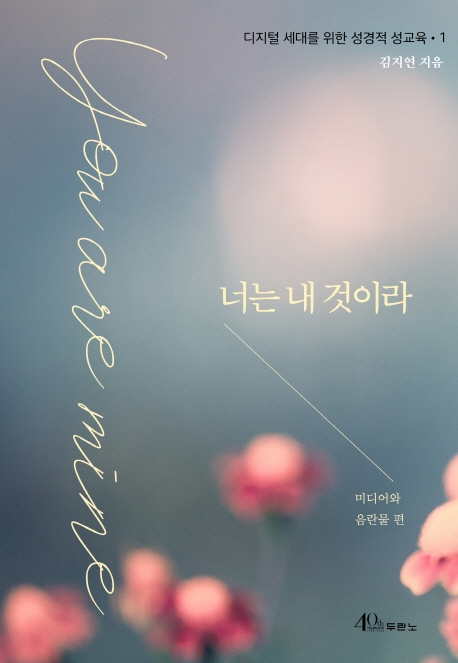 디지털 세대를 위한 성경적 성교육 • 1
김지연 지음
You are mine
너는 내 것이라
미디어와
음란물 편
40th 두란노